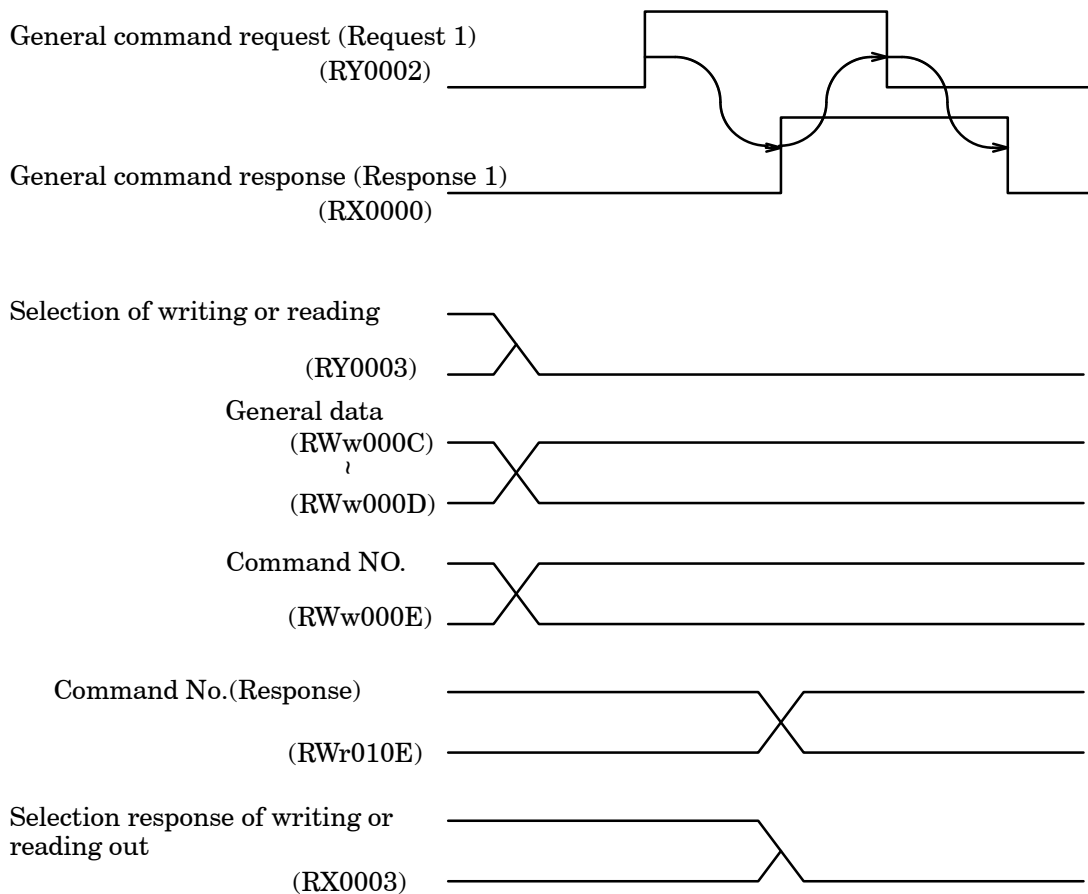 General command request (Request 1)
(RY0002)
General command response (Response 1)
(RX0000)
Selection of writing or reading
(RY0003)
General data
(RWw000C)
~
(RWw000D)
Command NO.
(RWw000E)
Command No.(Response)
(RWr010E)
Selection response of writing or
reading out
(RX0003)